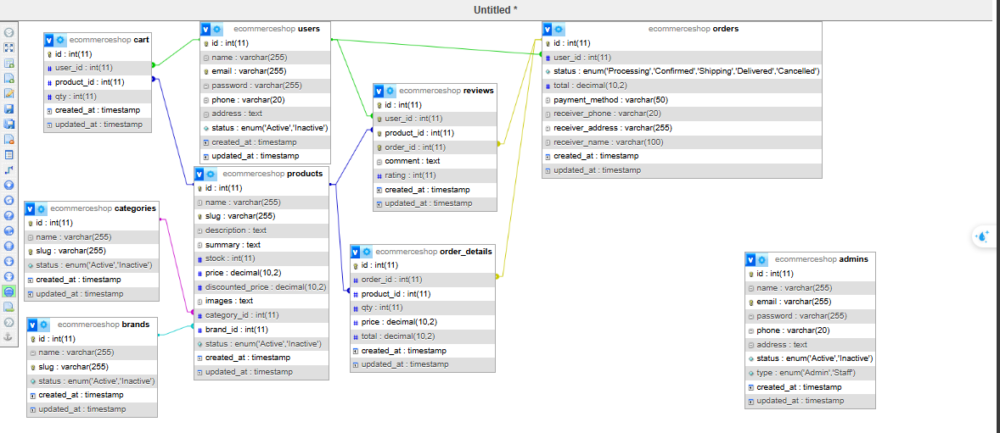 Untitled *
ecommerceshop cart
id : int(11)
user_id : int(11)
product_id : int(11)
qty : int(11)
created_at : timestamp
updated_at : timestamp
ecommerceshop users
id : int(11)
name : varchar(255)
email : varchar(255)
password : varchar(255)
phone : varchar(20)
address : text
status : enum('Active','Inactive')
created_at : timestamp
updated_at : timestamp
ecommerceshop orders
id : int(11)
user_id : int(11)
status : enum('Processing','Confirmed','Shipping','Delivered','Cancelled')
total : decimal(10,2)
payment_method : varchar(50)
receiver_phone : varchar(20)
receiver_address : varchar(255)
receiver_name : varchar(100)
created_at : timestamp
updated_at : timestamp
ecommerceshop reviews
id : int(11)
user_id : int(11)
product_id : int(11)
order_id : int(11)
comment : text
rating : int(11)
created_at : timestamp
updated_at : timestamp
ecommerceshop products
id : int(11)
name : varchar(255)
slug : varchar(255)
description : text
summary : text
stock : int(11)
price : decimal(10,2)
discounted_price : decimal(10,2)
images : text
category_id : int(11)
brand_id : int(11)
status : enum('Active','Inactive')
created_at : timestamp
updated_at : timestamp
ecommerceshop categories
id : int(11)
name : varchar(255)
slug : varchar(255)
status : enum('Active','Inactive')
created_at : timestamp
updated_at : timestamp
ecommerceshop order_details
id : int(11)
order_id : int(11)
product_id : int(11)
qty : int(11)
price : decimal(10,2)
total : decimal(10,2)
created_at : timestamp
updated_at : timestamp
ecommerceshop admins
id : int(11)
name : varchar(255)
email : varchar(255)
password : varchar(255)
phone : varchar(20)
address : text
status : enum('Active','Inactive')
type : enum('Admin','Staff')
created_at : timestamp
updated_at : timestamp
ecommerceshop brands
id : int(11)
name : varchar(255)
slug : varchar(255)
status : enum('Active','Inactive')
created_at : timestamp
updated_at : timestamp